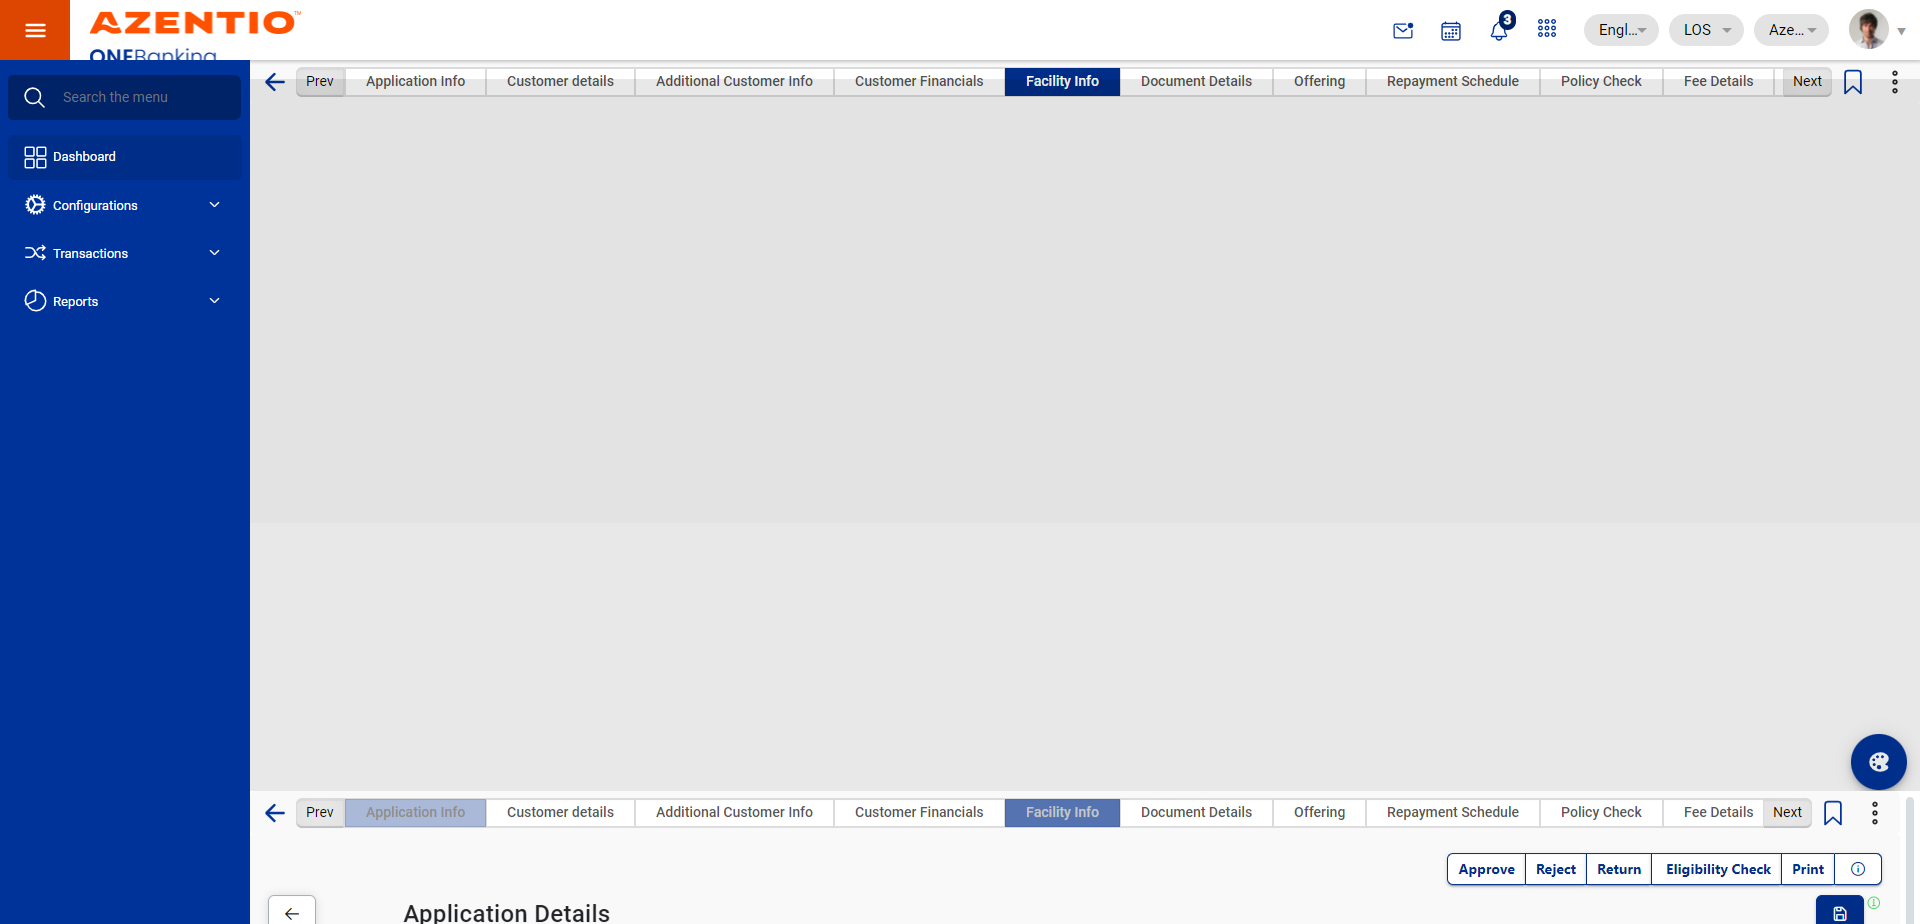 AZENTIO™
ONEBanking
3
Engl...
LOS
Aze...
Search the menu
Dashboard
Configurations
Transactions
Reports
Prev
Application Info
Customer details
Additional Customer Info
Customer Financials
Facility Info
Document Details
Offering
Repayment Schedule
Policy Check
Fee Details
Next
Prev
Application Info
Customer details
Additional Customer Info
Customer Financials
Facility Info
Document Details
Offering
Repayment Schedule
Policy Check
Fee Details
Next
Approve
Reject
Return
Eligibility Check
Print
Application Details